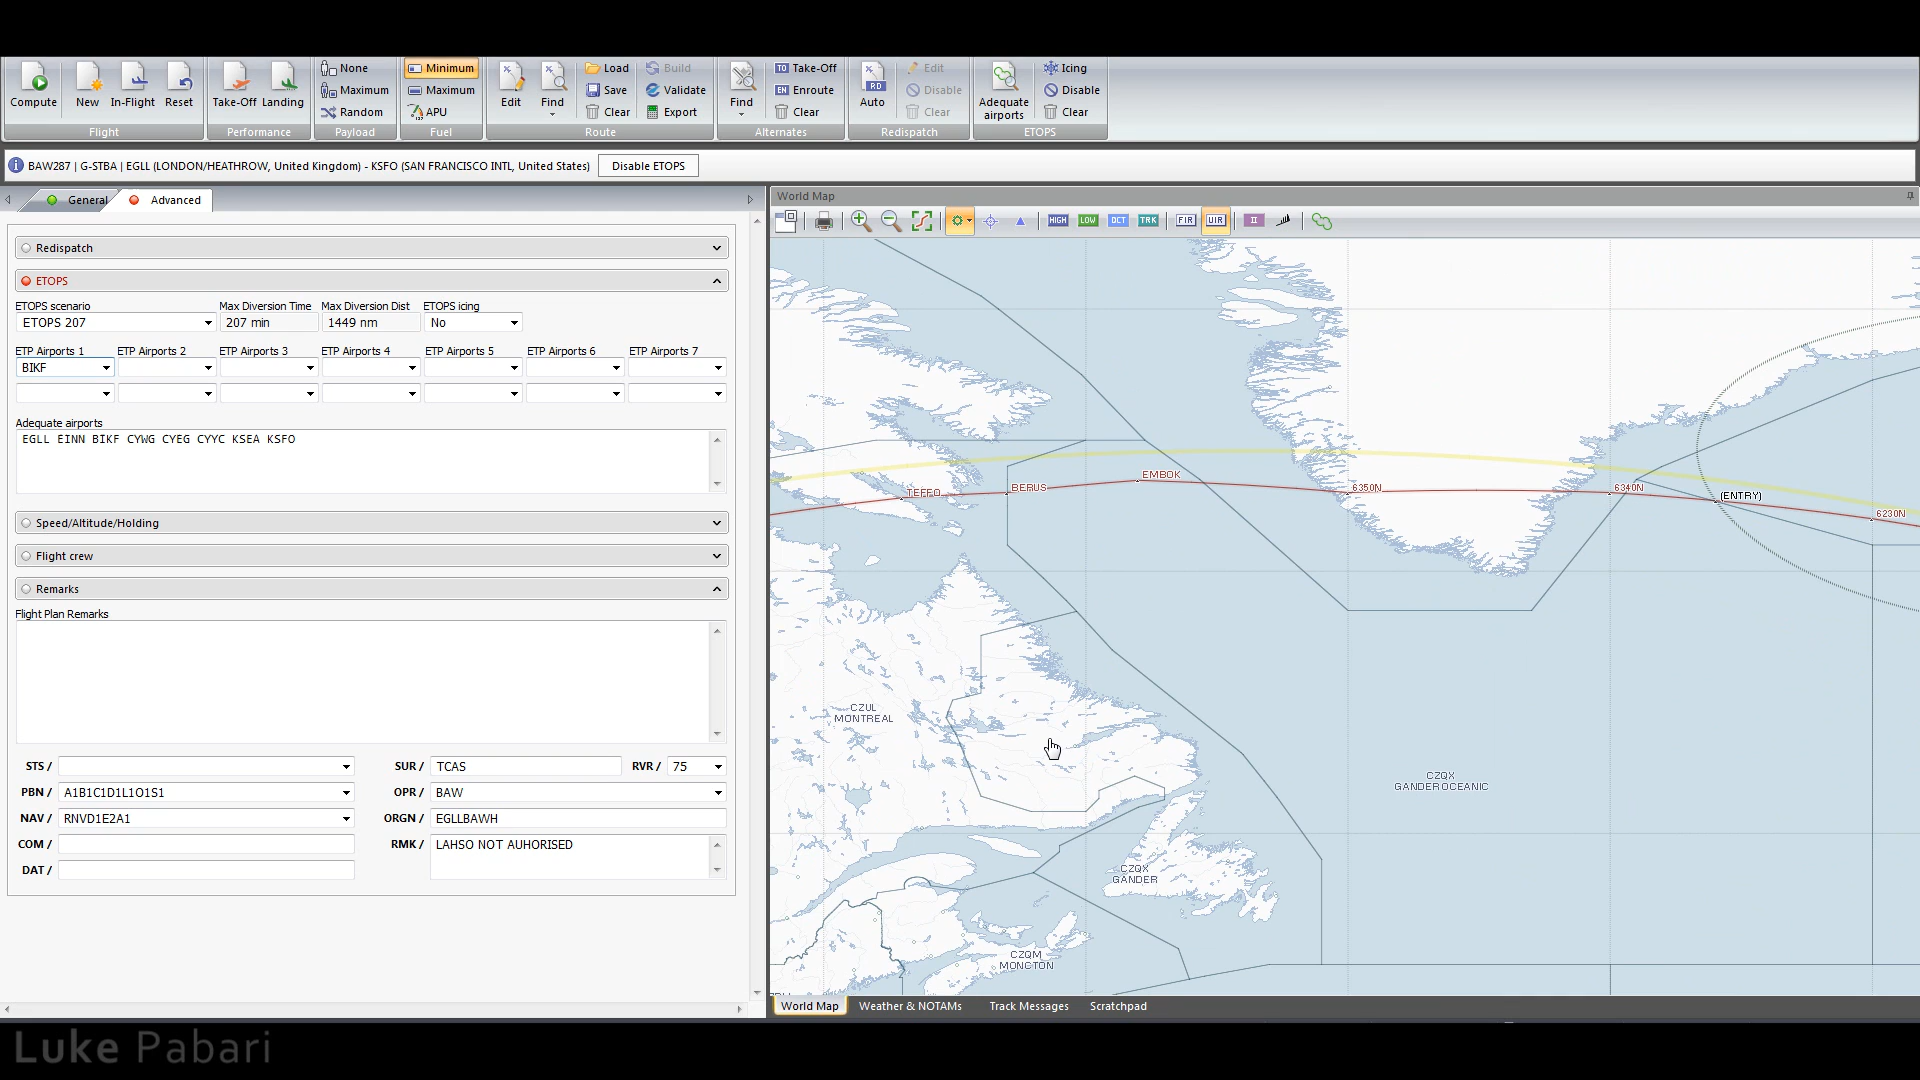 None
TO Take-Off
Edit
Icing
Minimum
Load
Build
Maximum
Maximum
Save
Validate
EN Enroute
Disable
Disable
Compute
New
In-Flight
Reset
Take-Off
Landing
Random
APU
Edit
Find
Clear
Export
Find
Clear
RD
Auto
Clear
Adequate airports
Clear
Flight
Performance
Payload
Fuel
Route
Alternates
Redispatch
ETOPS
BAW287 | G-STBA | EGLL (LONDON/HEATHROW, United Kingdom) - KSFO (SAN FRANCISCO INTL, United States)
Disable ETOPS
General
Advanced
World Map
HIGH LOW DCT TRK FIR UIR
Redispatch
ETOPS
ETOPS scenario
Max Diversion Time
Max Diversion Dist
ETOPS icing
ETOPS 207
207 min
1449 nm
No
ETP Airports 1
ETP Airports 2
ETP Airports 3
ETP Airports 4
ETP Airports 5
ETP Airports 6
ETP Airports 7
BIKF
Adequate airports
EGLL EINN BIKF CYWG CYEG CYYC KSEA KSFO
Speed/Altitude/Holding
Flight crew
Remarks
Flight Plan Remarks
STS /
SUR / TCAS
RVR / 75
PBN / A1B1C1D1L1O1S1
OPR / BAW
NAV / RNVD1E2A1
ORGN / EGLLBAWH
COM /
RMK / LAHSO NOT AUHORISED
DAT /
TEFFO
BERUS
EMBOK
6350N
6340N
(ENTRY)
6230N
CZUL
MONTREAL
CZQX
GANDER OCEANIC
CZQX
GANDER
CZQM
MONCTON
World Map
Weather & NOTAMs
Track Messages
Scratchpad
Luke Pabari